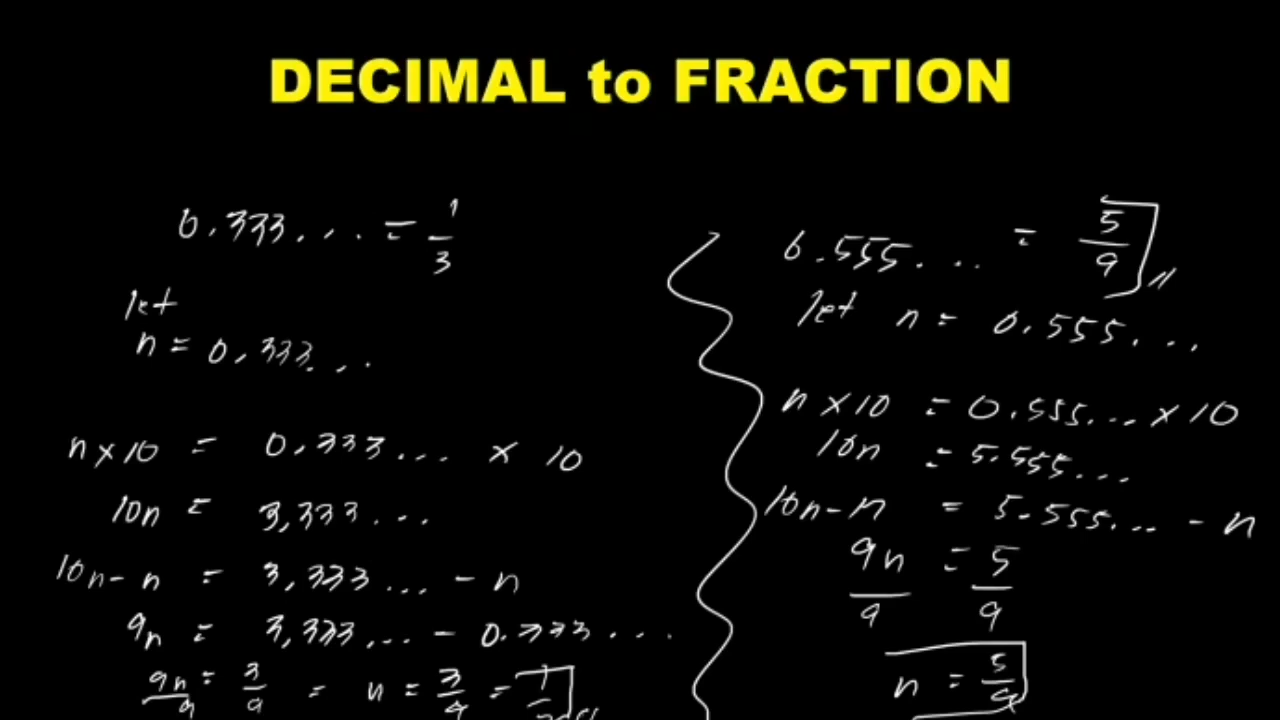 DECIMAL to FRACTION
0.333... = 1/3
let
n = 0,333...
n x 10 = 0,333... x 10
10n = 3,333...
10n - n = 3,333... - n
9n = 3,333... - 0.333...
9n/9 = 3/9 = n = 3/9 = 1/3
0.555... = 5/9
let n = 0.555...
n x 10 = 0.555... x 10
10n = 5.555...
10n - n = 5.555... - n
9n/9 = 5/9
n = 5/9